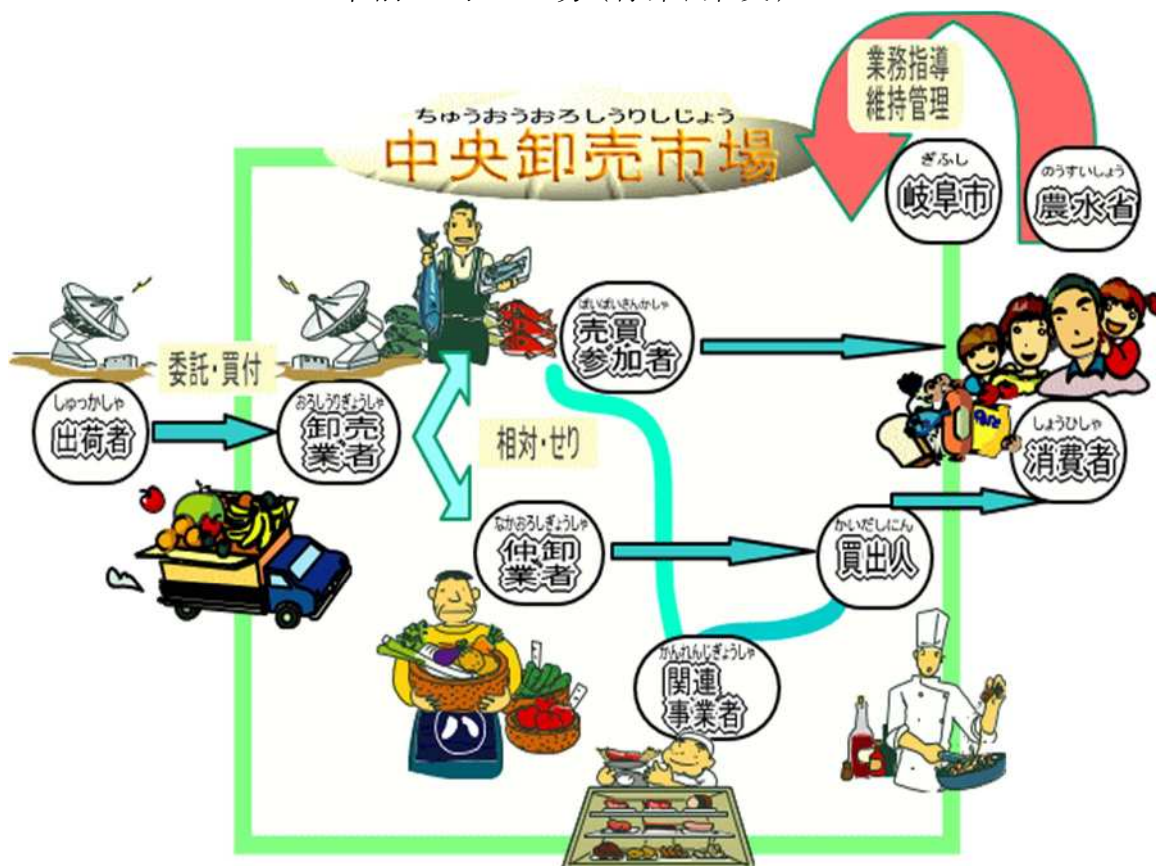 業務指導
維持管理
ちゅうおうおろしうりしじょう
中央卸売市場
ぎふし
岐阜市
のうすいしょう
農水省
ばいばいさんかしゃ
売買
参加者
委託・買付
しゅっかしゃ
出荷者
おろしうりぎょうしゃ
卸売
業者
相対・せり
しょうひしゃ
消費者
なかおろしぎょうしゃ
仲卸
業者
かいだしにん
買出人
かんれんじぎょうしゃ
関連
事業者